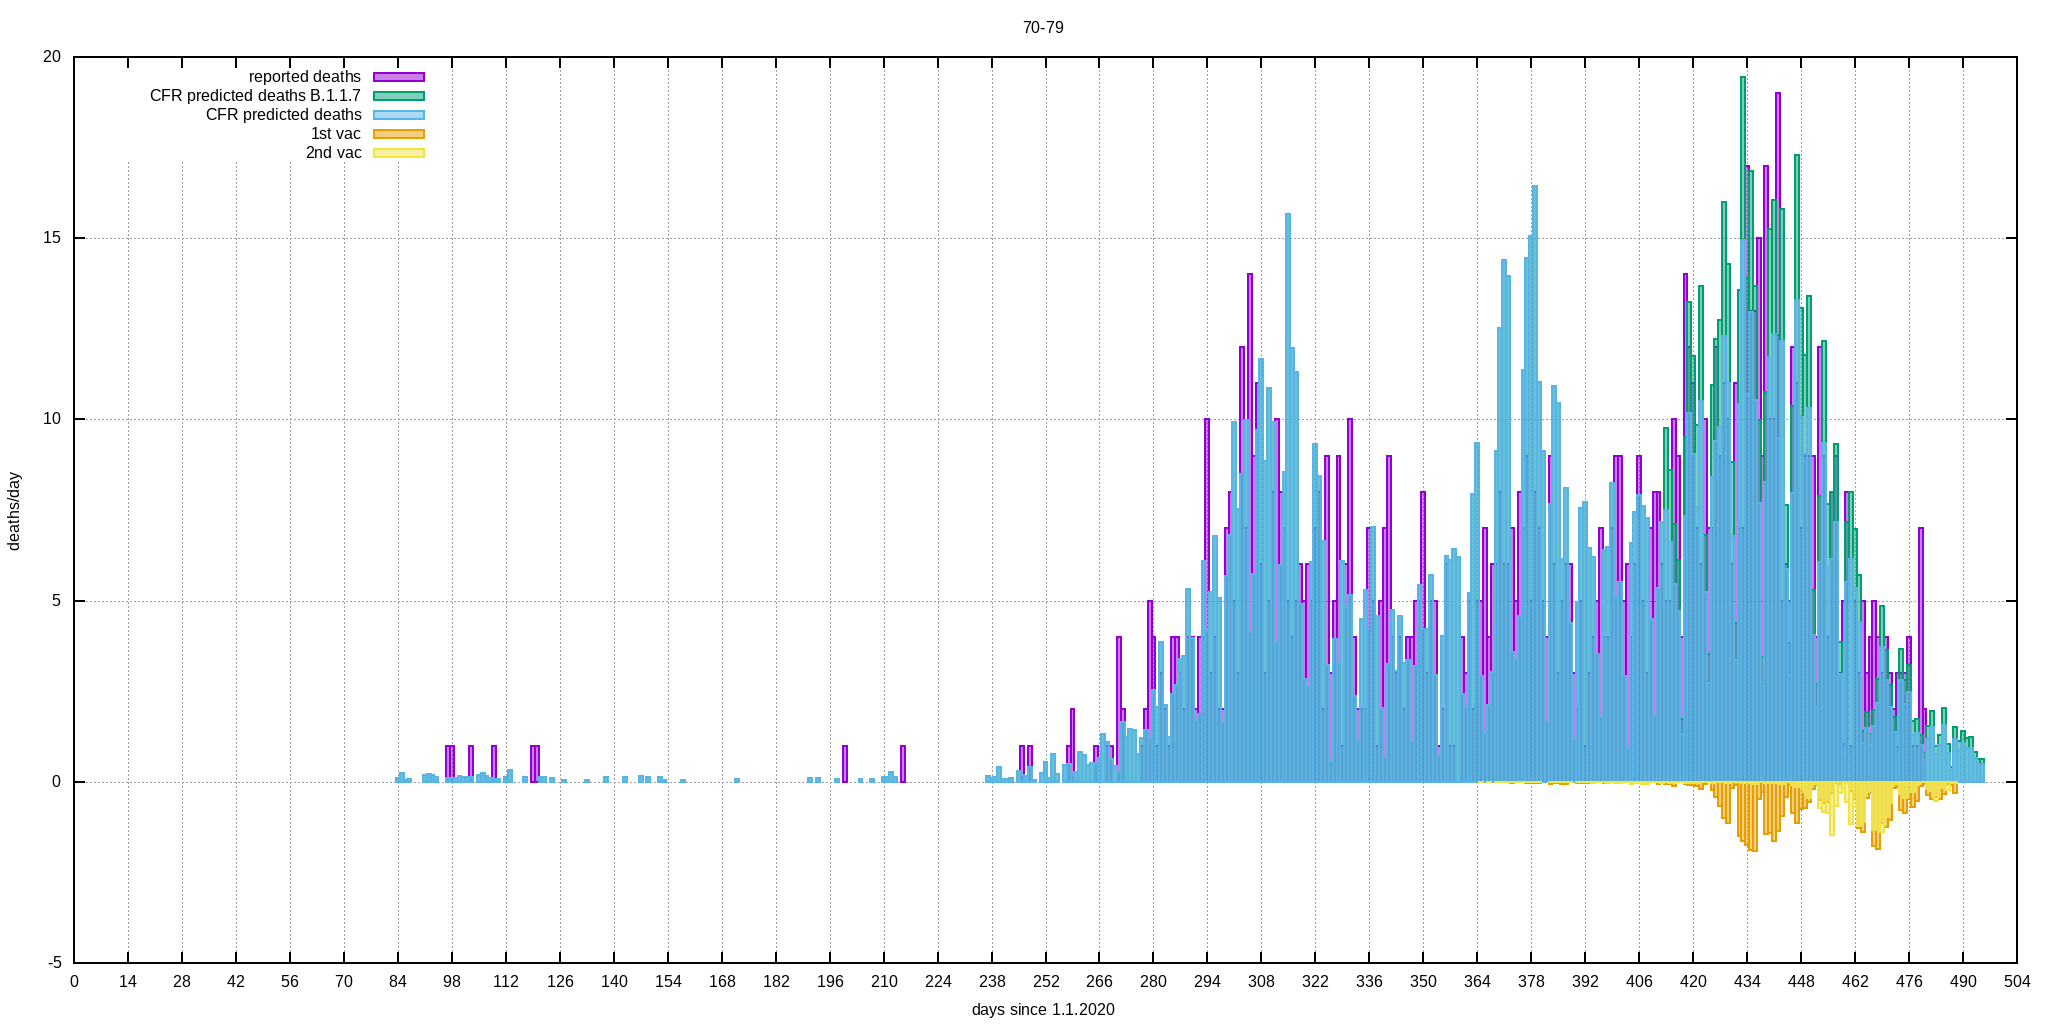 70-79
reported deaths
CFR predicted deaths B.1.1.7
CFR predicted deaths
1st vac
2nd vac
20
15
10
5
0
-5
deaths/day
0 14 28 42 56 70 84 98 112 126 140 154 168 182 196 210 224 238 252 266 280 294 308 322 336 350 364 378 392 406 420 434 448 462 476 490 504
days since 1.1.2020